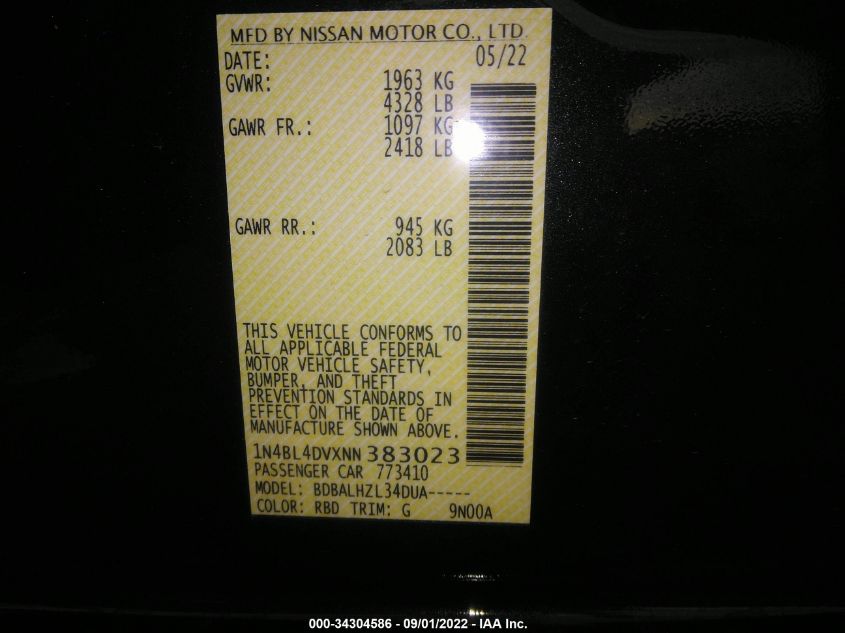 MFD BY NISSAN MOTOR CO., LTD.
DATE: 05/22
GVWR: 1963 KG
4328 LB
GAWR FR.: 1097 KG
2418 LB
GAWR RR.: 945 KG
2083 LB
THIS VEHICLE CONFORMS TO
ALL APPLICABLE FEDERAL
MOTOR VEHICLE SAFETY,
BUMPER, AND THEFT
PREVENTION STANDARDS IN
EFFECT ON THE DATE OF
MANUFACTURE SHOWN ABOVE.
1N4BL4DVXNN383023
PASSENGER CAR 773410
MODEL: BDBALHZL34DUA-----
COLOR: RBD TRIM: G 9N00A
000-34304586 - 09/01/2022 - IAA Inc.